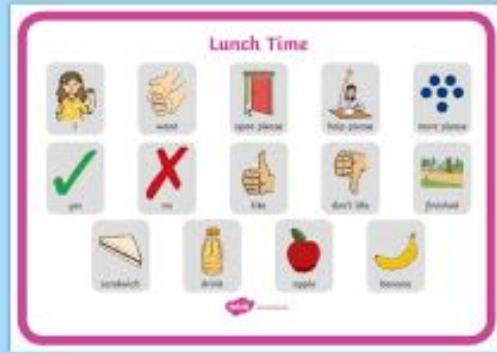 Lunch Time
I want open please help please more please
yes no like don't like finished
sandwich drink apple banana